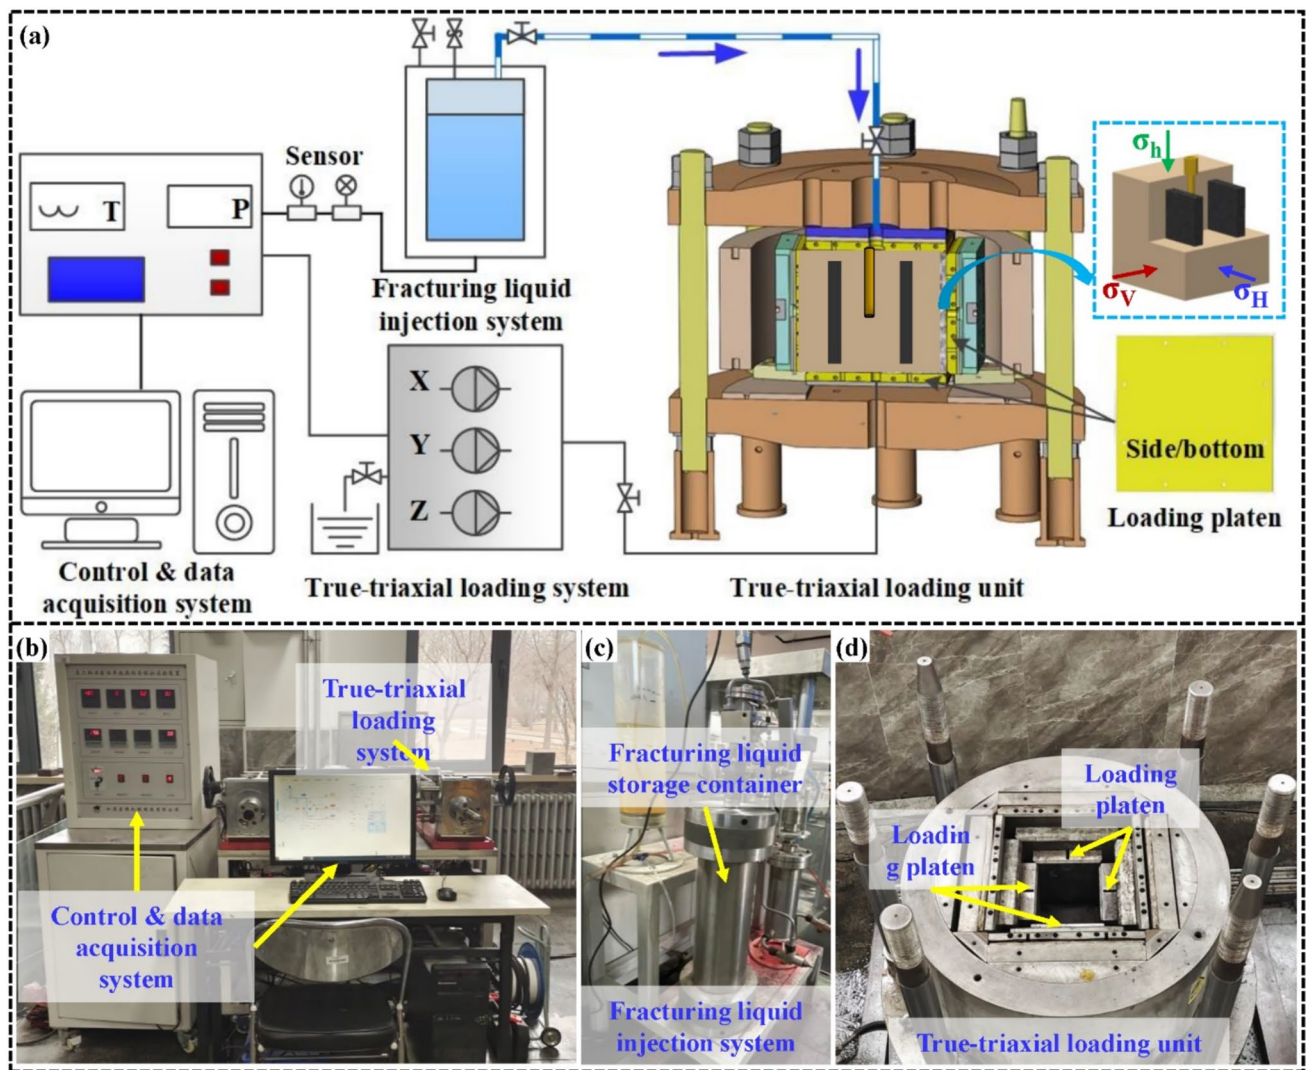 (a)
Sensor
T
P
Fracturing liquid
injection system
X
Y
Z
Control & data
acquisition system
True-triaxial loading system
True-triaxial loading unit
σh
σV
σH
Side/bottom
Loading platen
(b)
True-triaxial
loading
system
Control & data
acquisition
system
(c)
Fracturing liquid
storage container
Fracturing liquid
injection system
(d)
Loading
platen
Loadin
g platen
True-triaxial loading unit